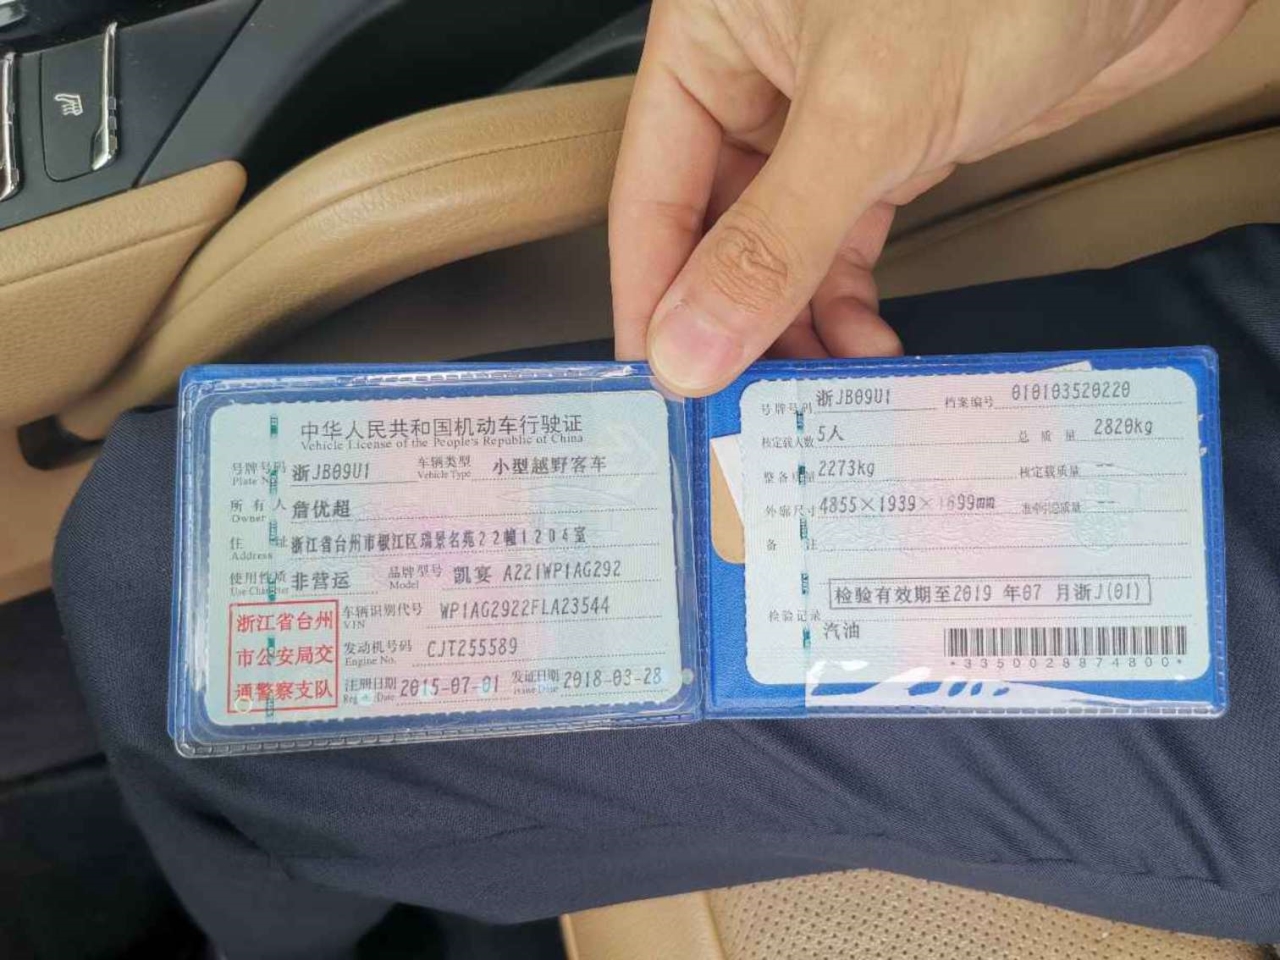 中华人民共和国机动车行驶证
Vehicle License of the People's Republic of China
号牌号码 浙JB09U1 车辆类型 小型越野客车
Plate No. Vehicle Type
所有人 詹优超
Owner
住 址 浙江省台州市椒江区瑞景名苑22幢1204室
Address
使用性质 非营运 品牌型号 凯宴 A221WP1AG292
Use Character Model
浙江省台州
市公安局交
通警察支队
车辆识别代号 WP1AG2922FLA23544
VIN
发动机号码 CJT255589
Engine No.
注册日期 2015-07-01 发证日期 2018-03-28
Register Date Issue Date
号牌号码 浙JB09U1 档案编号 010103520220
核定载人数 5人 总质量 2820kg
整备质量 2273kg 核定载质量 --
外廓尺寸 4855×1939×1699mm 准牵引总质量 --
备 注
检验记录 检验有效期至2019 年07 月浙J(01)
汽油
*3350028874800*